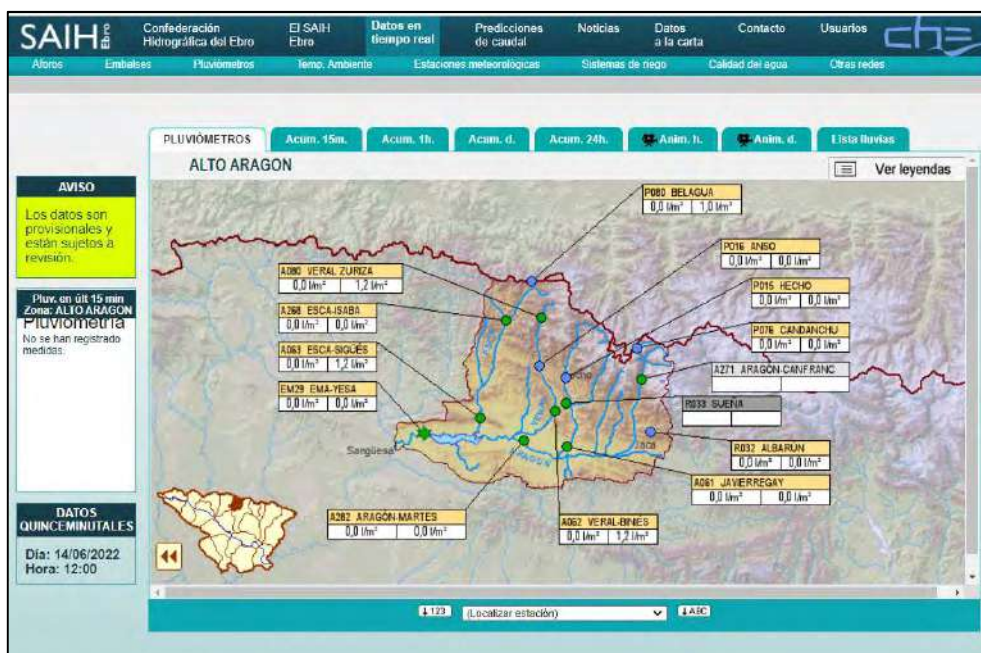 SAIH Ebro
Confederación
Hidrográfica del Ebro
El SAIH
Ebro
Datos en
tiempo real
Predicciones
de caudal
Noticias
Datos
a la carta
Contacto
Usuarios
che
Aforos
Embalses
Pluviómetros
Temp. Ambiente
Estaciones meteorológicas
Sistemas de riego
Calidad del agua
Otras redes
PLUVIÓMETROS
Acum. 15m.
Acum. 1h.
Acum. d.
Acum. 24h.
Anim. h.
Anim. d.
Lista lluvias
ALTO ARAGON
Ver leyendas
AVISO
Los datos son
provisionales y
están sujetos a
revisión.
Pluv. en últ 15 min
Zona: ALTO ARAGON
Pluviometría
No se han registrado
medidas.
DATOS
QUINCEMINUTALES
Día: 14/06/2022
Hora: 12:00
P080 BELAGUA
0,0 l/m² 1,0 l/m²
P016 ANSO
0,0 l/m² 0,0 l/m²
A080 VERAL ZURIZA
0,0 l/m² 1,2 l/m²
P015 HECHO
0,0 l/m² 0,0 l/m²
A268 ESCA-ISABA
0,0 l/m² 0,0 l/m²
P076 CANDANCHU
0,0 l/m² 0,0 l/m²
A063 ESCA-SIGÜÉS
0,0 l/m² 1,2 l/m²
A271 ARAGÓN-CANFRANC
EM29 EMA-YESA
0,0 l/m² 0,0 l/m²
R033 SUEÑA
Sangüesa
Jaca
ARAGON
R032 ALBARUN
0,0 l/m² 0,0 l/m²
A061 JAVIERREGAY
0,0 l/m² 0,0 l/m²
A282 ARAGÓN-MARTES
0,0 l/m² 0,0 l/m²
A062 VERAL-BINIES
0,0 l/m² 1,2 l/m²
123
(Localizar estación)
ABC